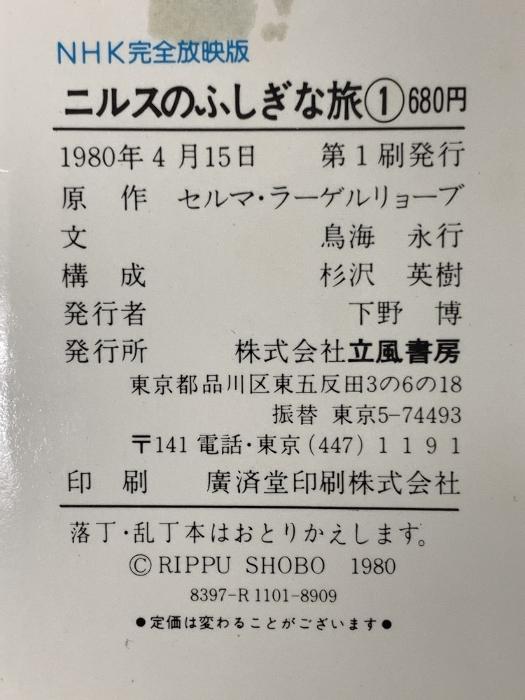 NHK完全放映版
ニルスのふしぎな旅①680円
1980年4月15日 第1刷発行
原作 セルマ・ラーゲルリョーブ
文 鳥海 永行
構成 杉沢 英樹
発行者 下野 博
発行所 株式会社立風書房
東京都品川区東五反田3の6の18
振替 東京5-74493
〒141 電話・東京(447)1191
印刷 廣済堂印刷株式会社
落丁・乱丁本はおとりかえします。
©RIPPU SHOBO 1980
8397-R1101-8909
●定価は変わることがございます●